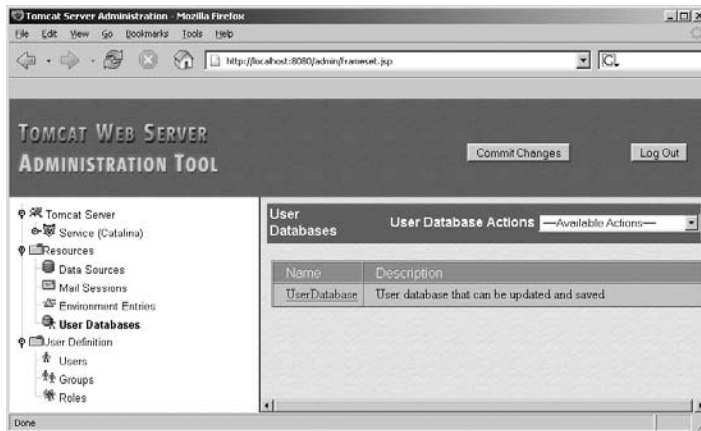 Tomcat Server Administration - Mozilla Firefox
File Edit View Go Bookmarks Tools Help
http://localhost:8080/admin/frameset.jsp
TOMCAT WEB SERVER
ADMINISTRATION TOOL
Commit Changes
Log Out
Tomcat Server
Service (Catalina)
Resources
Data Sources
Mail Sessions
Environment Entries
User Databases
User Definition
Users
Groups
Roles
User
Databases
User Database Actions
—Available Actions—
Name Description
UserDatabase User database that can be updated and saved
Done